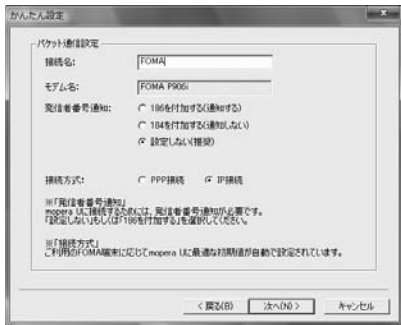 かんたん設定
パケット通信設定
接続名: FOMA
モデム名: FOMA P906i
発信者番号通知: 186を付加する(通知する)
184を付加する(通知しない)
設定しない(推奨)
接続方式: PPP接続 IP接続
※「発信者番号通知」
mopera Uに接続するためには、発信者番号通知が必要です。
「設定しない」もしくは「186を付加する」を選択してください。
※「接続方式」
ご利用のFOMA端末に応じてmopera Uに最適な初期値が自動で設定されています。
< 戻る(B) 次へ(N) > キャンセル